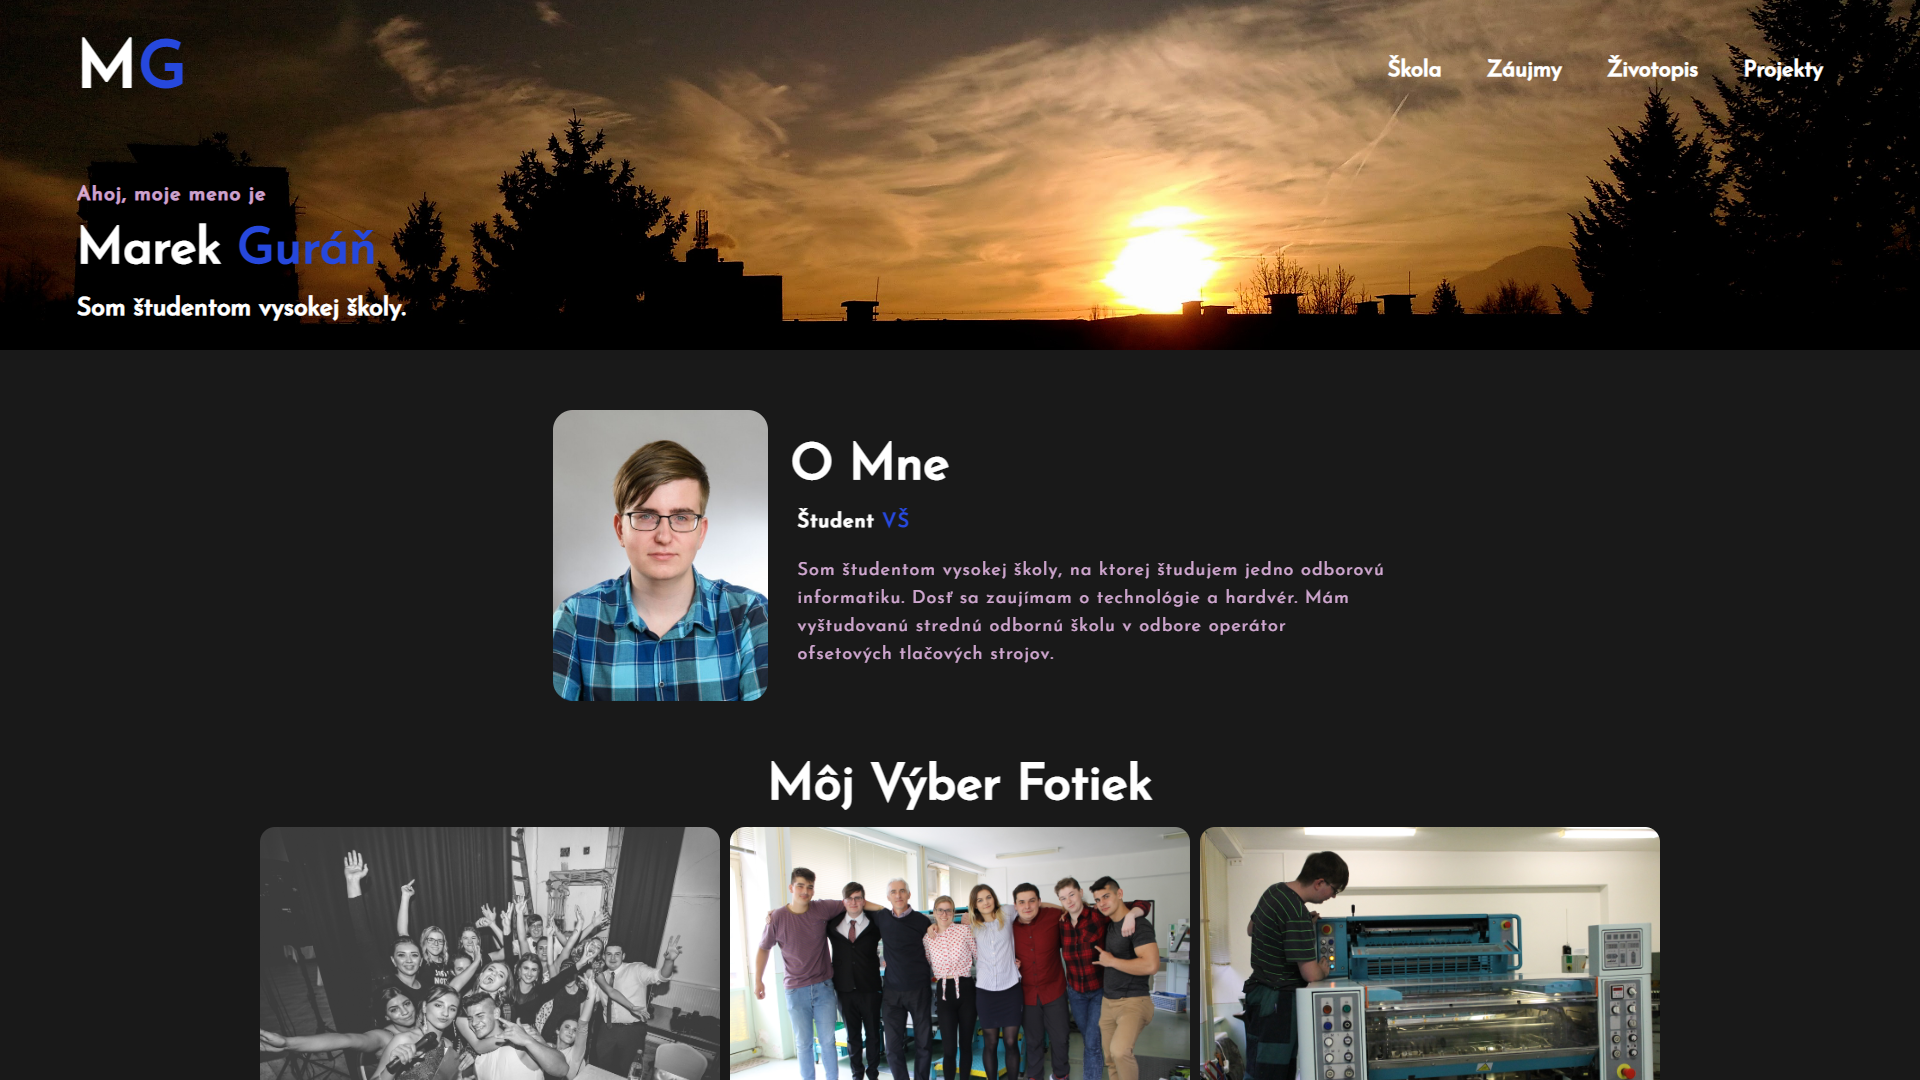 MG
Škola Záujmy Životopis Projekty
Ahoj, moje meno je
Marek Guráň
Som študentom vysokej školy.
O Mne
Študent VŠ
Som študentom vysokej školy, na ktorej študujem jedno odborovú
informatiku. Dosť sa zaujímam o technológie a hardvér. Mám
vyštudovanú strednú odbornú školu v odbore operátor
ofsetových tlačových strojov.
Môj Výber Fotiek